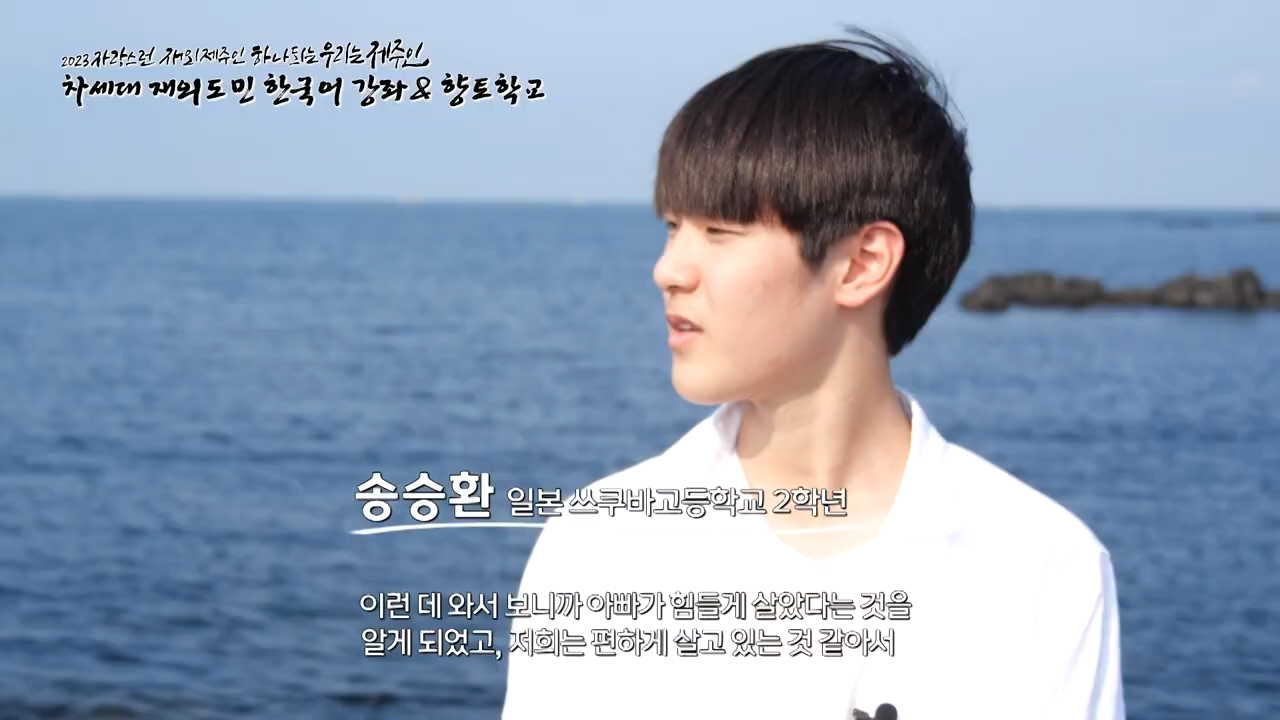 2023 자랑스런 재외제주인 하나되는 우리는 제주인
차세대 재외도민 한국어 강좌 & 향토학교
송승환 일본 쓰쿠바고등학교 2학년
이런 데 와서 보니까 아빠가 힘들게 살았다는 것을
알게 되었고, 저희는 편하게 살고 있는 것 같아서